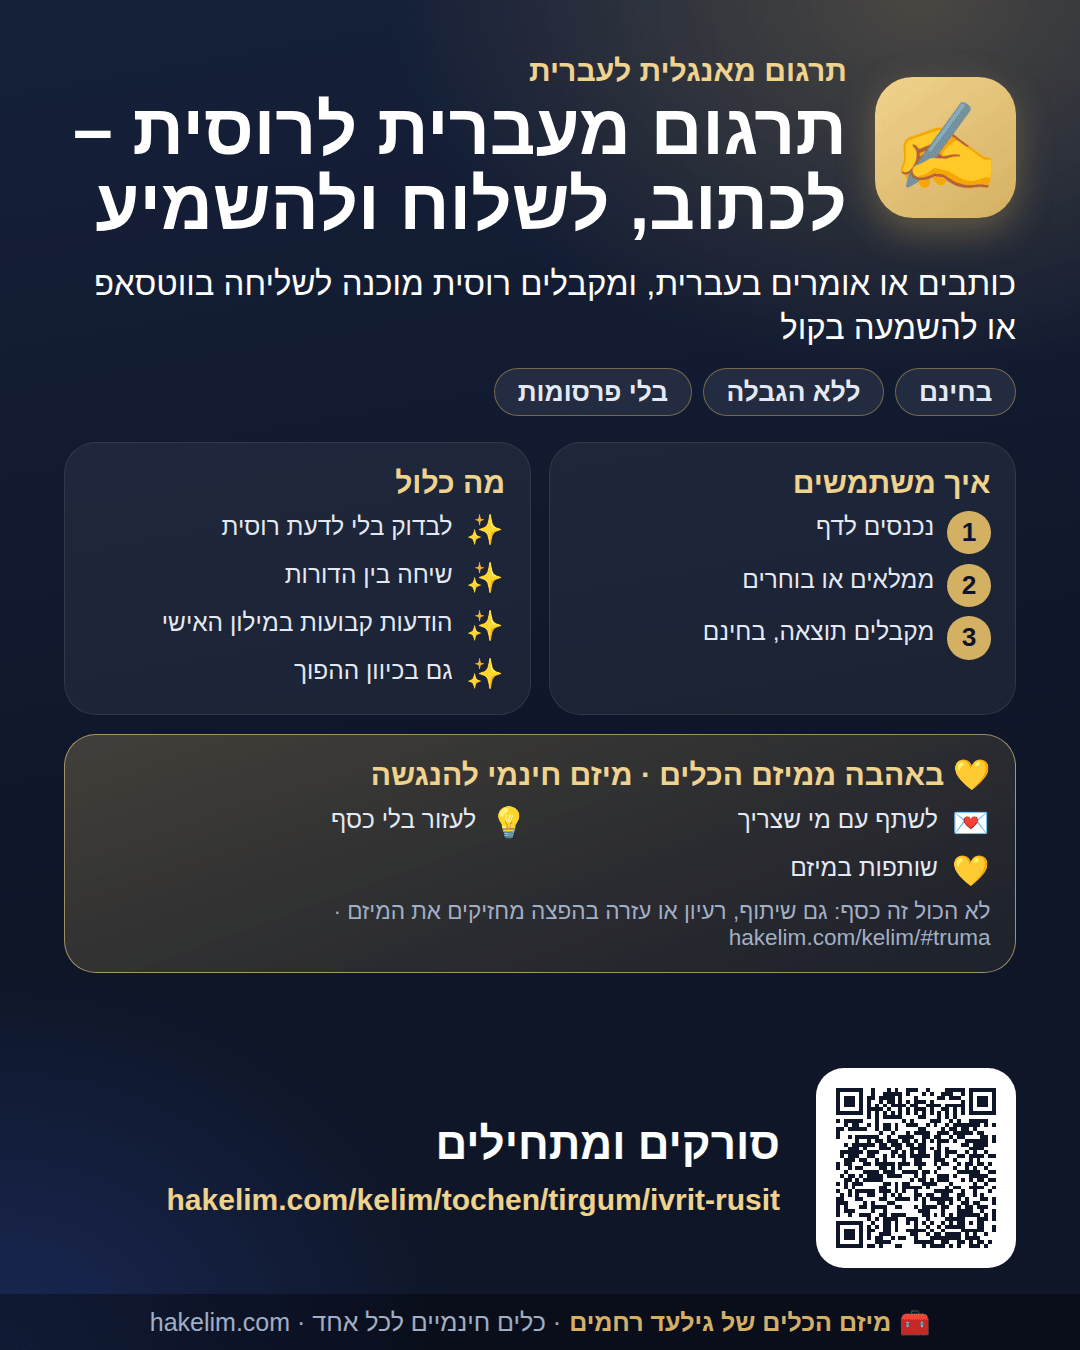 תרגום מאנגלית לעברית
תרגום מעברית לרוסית –
לכתוב, לשלוח ולהשמיע
כותבים או אומרים בעברית, ומקבלים רוסית מוכנה לשליחה בווטסאפ
או להשמעה בקול
בחינם
ללא הגבלה
בלי פרסומות
איך משתמשים
1 נכנסים לדף
2 ממלאים או בוחרים
3 מקבלים תוצאה, בחינם
מה כלול
✨ לבדוק בלי לדעת רוסית
✨ שיחה בין הדורות
✨ הודעות קבועות במילון האישי
✨ גם בכיוון ההפוך
💛 באהבה ממיזם הכלים · מיזם חינמי להנגשה
💌 לשתף עם מי שצריך
💡 לעזור בלי כסף
💛 שותפות במיזם
לא הכול זה כסף: גם שיתוף, רעיון או עזרה בהפצה מחזיקים את המיזם ·
hakelim.com/kelim/#truma
סורקים ומתחילים
hakelim.com/kelim/tochen/tirgum/ivrit-rusit
🧰 מיזם הכלים של גילעד רחמים · כלים חינמיים לכל אחד · hakelim.com